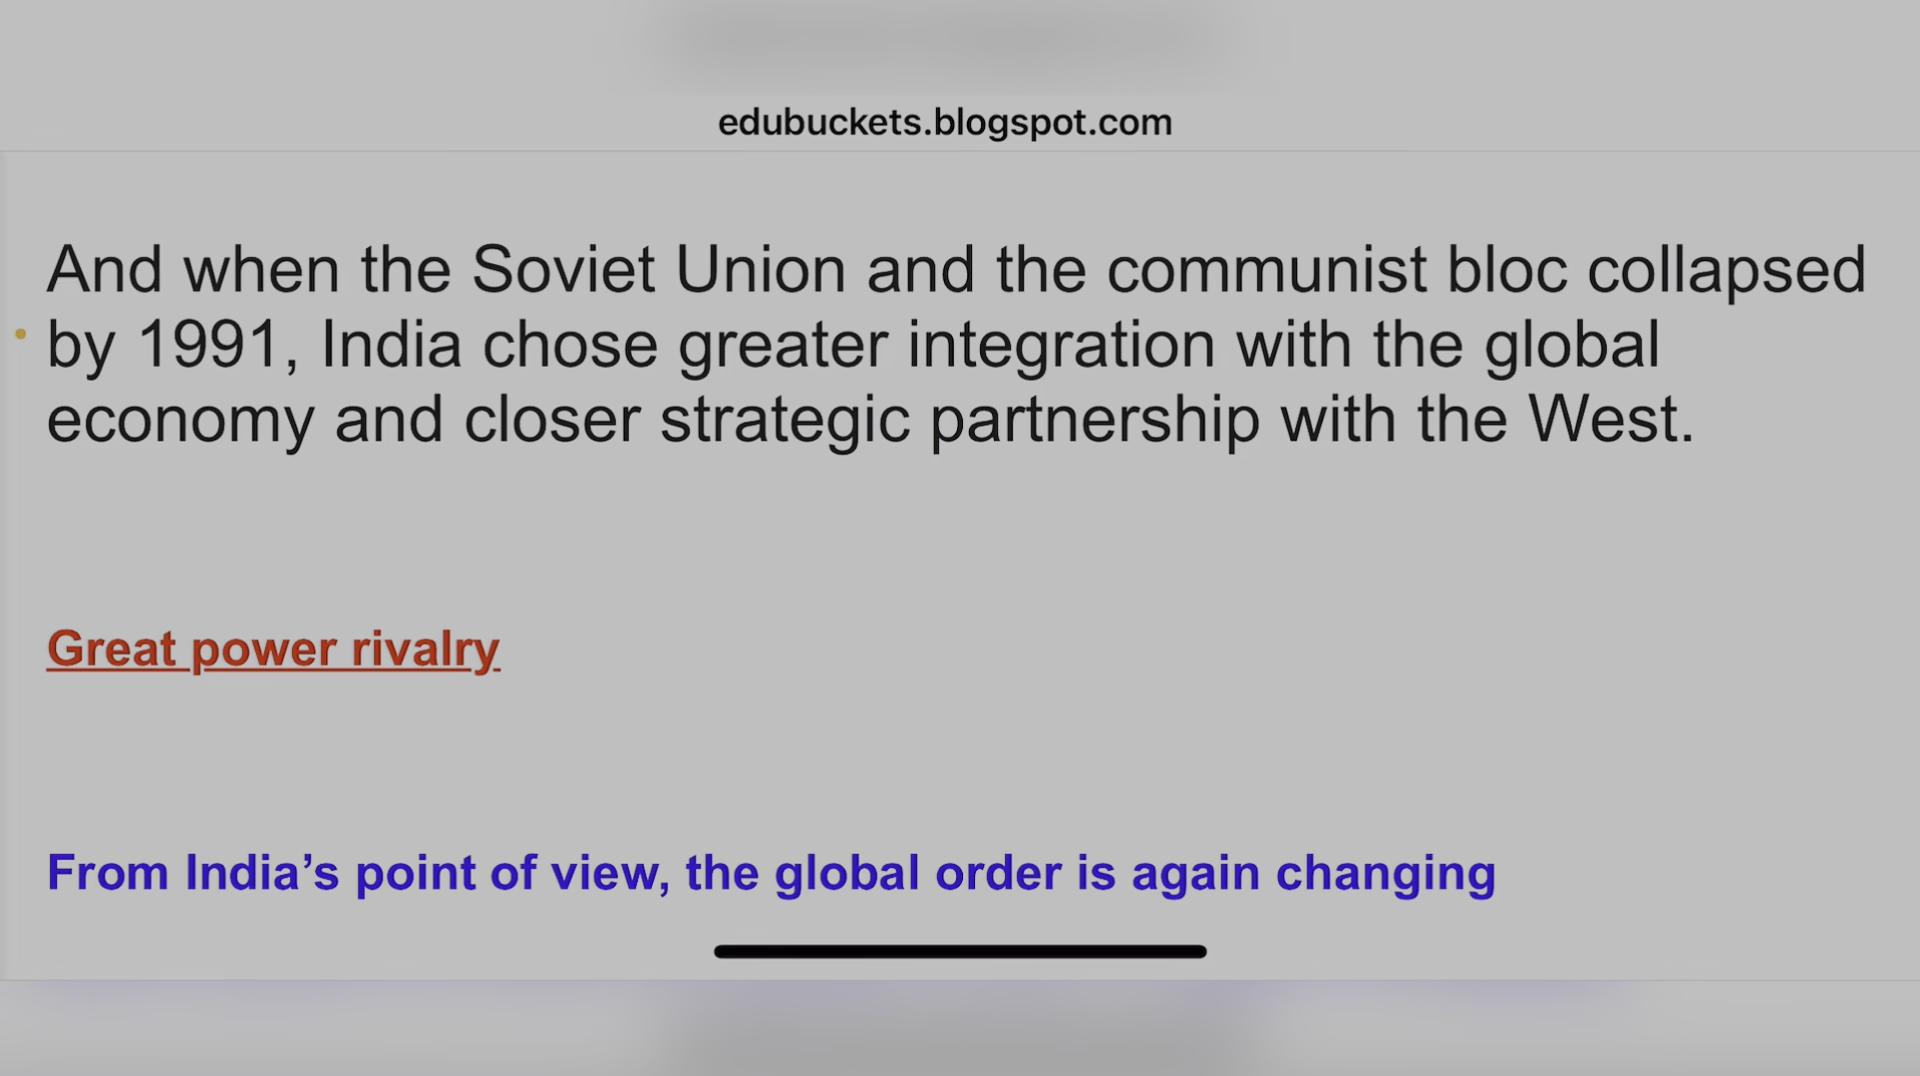 edubuckets.blogspot.com
And when the Soviet Union and the communist bloc collapsed
by 1991, India chose greater integration with the global
economy and closer strategic partnership with the West.
Great power rivalry
From India’s point of view, the global order is again changing